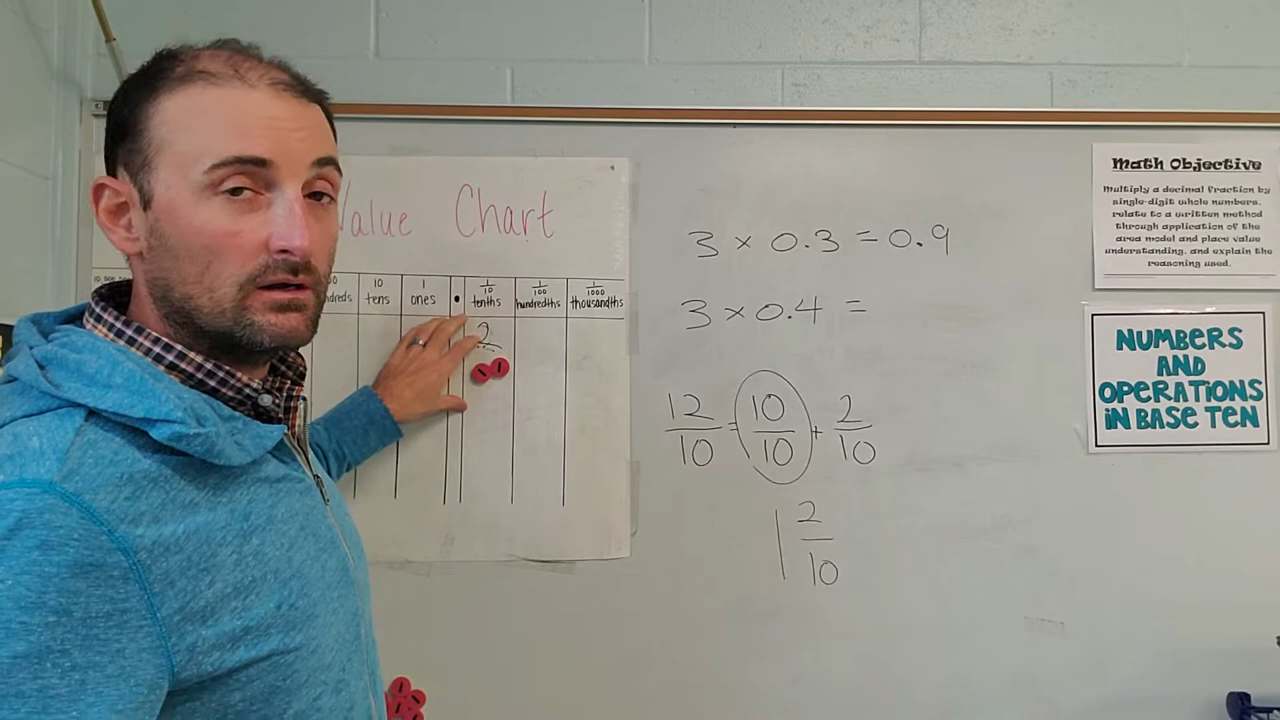 Value Chart
10 1 1/10 1/100 1/1000
tens ones . tenths hundredths thousandths
2
3 × 0.3 = 0.9
3 × 0.4 =
12/10 = 10/10 + 2/10
1 2/10
Math Objective
Multiply a decimal fraction by
single-digit whole numbers,
relate to a written method
through application of the
area model and place value
understanding, and explain the
reasoning used.
NUMBERS
AND
OPERATIONS
IN BASE TEN